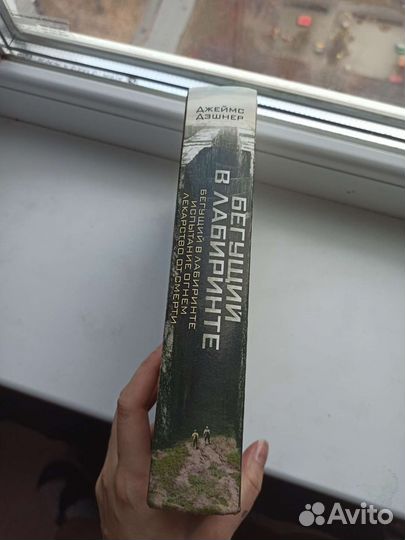 ДЖЕЙМС
ДЭШНЕР
БЕГУЩИЙ
В ЛАБИРИНТЕ
БЕГУЩИЙ В ЛАБИРИНТЕ
ИСПЫТАНИЕ ОГНЕМ
ЛЕКАРСТВО ОТ СМЕРТИ
Avito